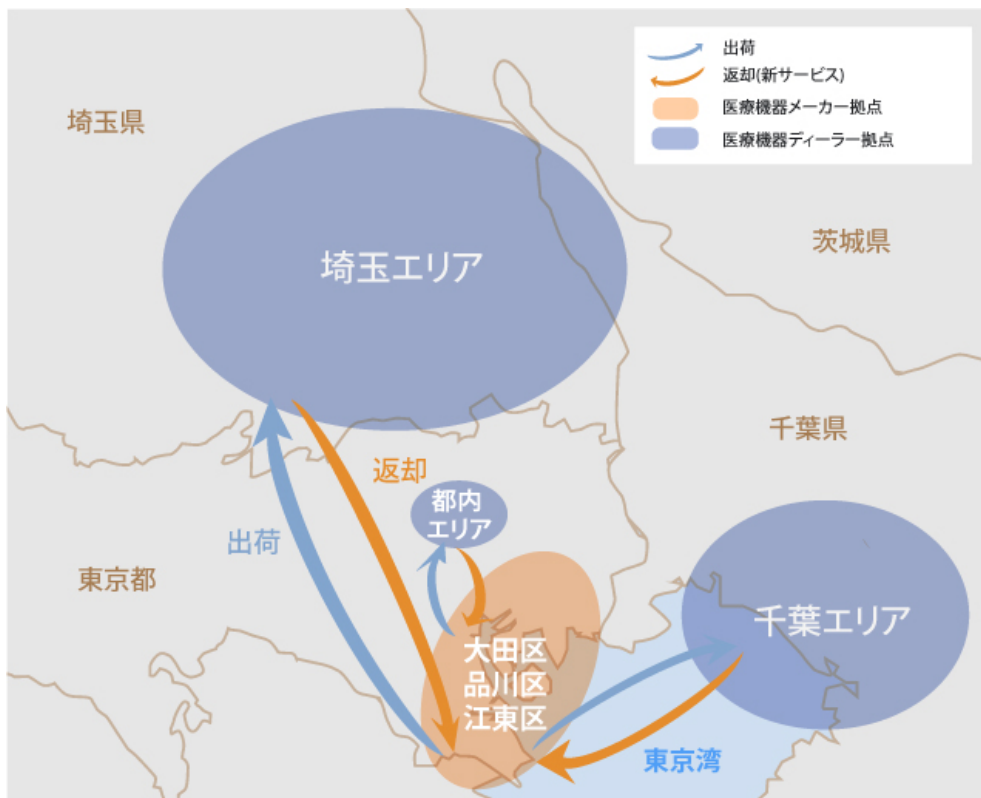 出荷
返却(新サービス)
医療機器メーカー拠点
医療機器ディーラー拠点
埼玉県
茨城県
埼玉エリア
千葉県
返却
都内
エリア
出荷
東京都
千葉エリア
大田区
品川区
江東区
東京湾